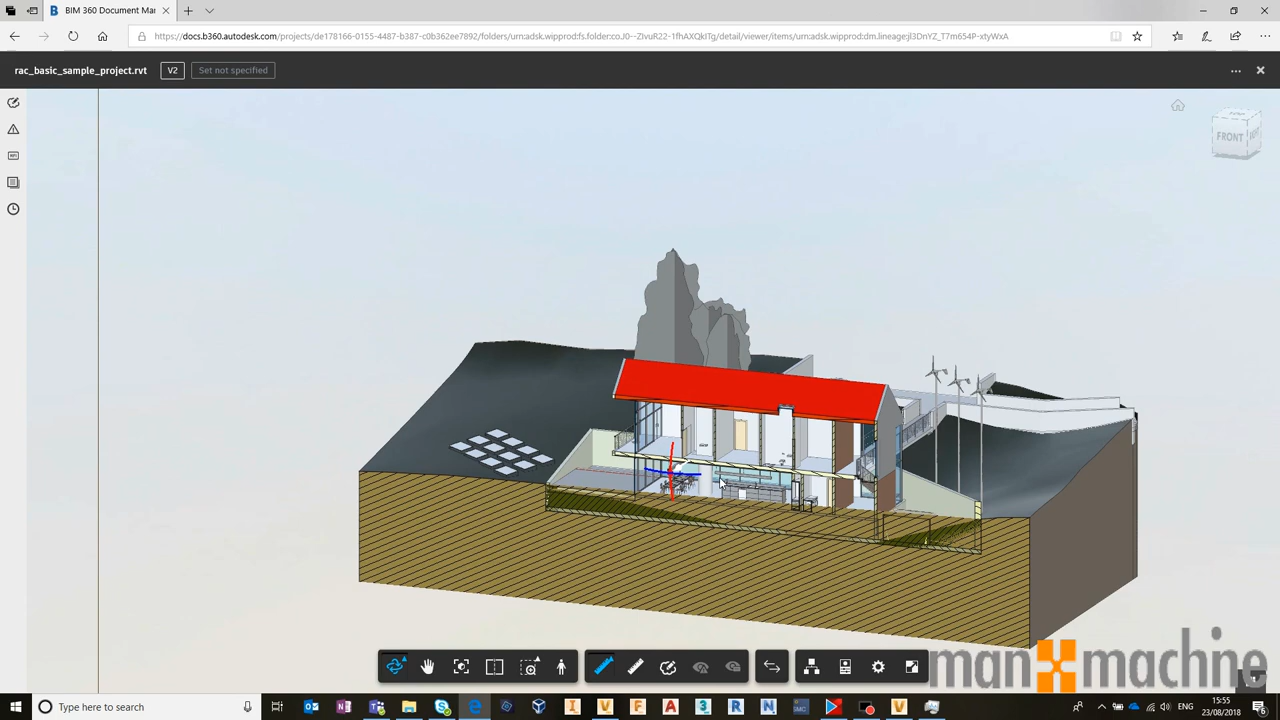 BIM 360 Document Mar
https://docs.b360.autodesk.com/projects/de178166-0155-4487-b387-c0b362ee7892/folders/urn:adsk.wipprod:fs.folder:co.J0--ZIvuR22-1fhAXQkITg/detail/viewer/items/urn:adsk.wipprod:dm.lineage:jl3DnYZ_T7m654P-xtyWxA
rac_basic_sample_project.rvt V2 Set not specified
FRONT
man machine
Type here to search
ENG
15:55
23/08/2018